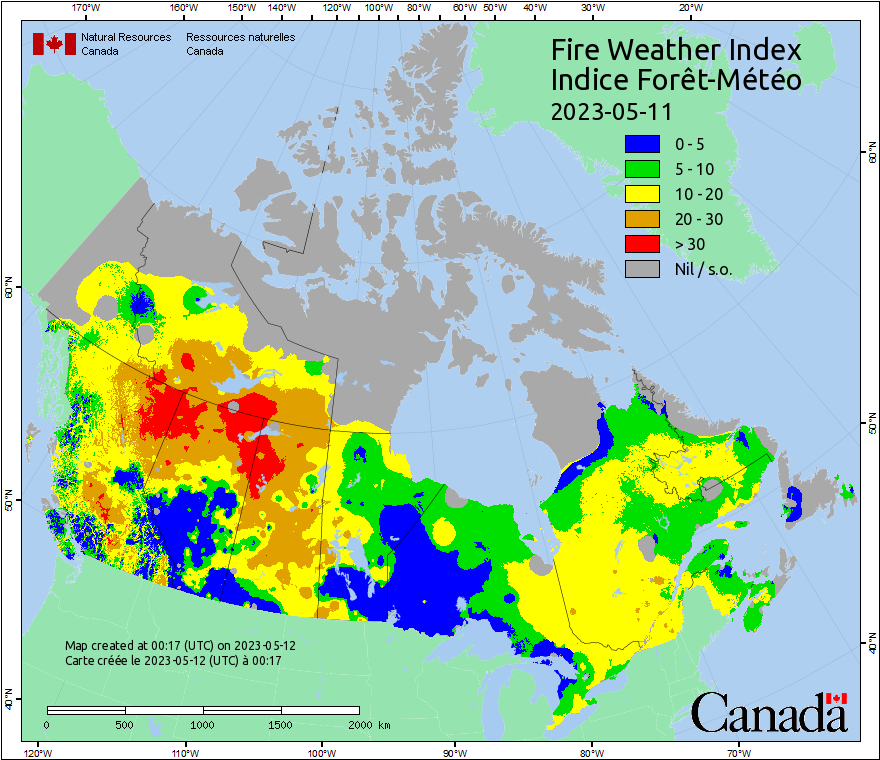 170°W 160°W 150°W 140°W 130°W 120°W 110°W 100°W 90°W 80°W 70°W 60°W 50°W 40°W 30°W 20°W
Natural Resources Ressources naturelles
Canada Canada
Fire Weather Index
Indice Forêt-Météo
2023-05-11
0 - 5
5 - 10
10 - 20
20 - 30
> 30
Nil / s.o.
60°N
60°N
50°N
50°N
40°N
40°N
Map created at 00:17 (UTC) on 2023-05-12
Carte créée le 2023-05-12 (UTC) à 00:17
0 500 1000 1500 2000 km
Canada
120°W 110°W 100°W 90°W 80°W 70°W